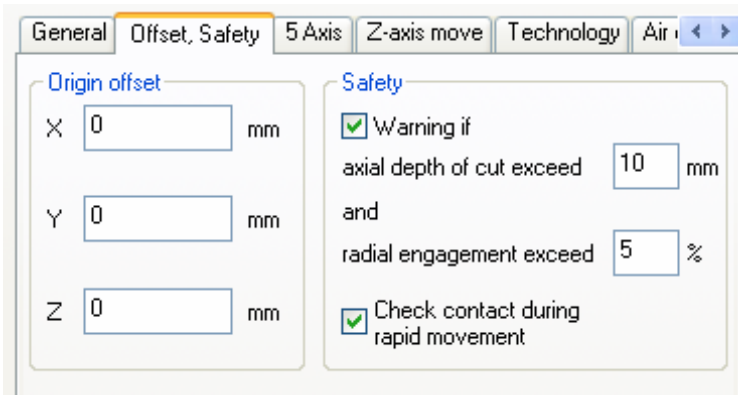 General Offset, Safety 5 Axis Z-axis move Technology Air
Origin offset
X 0 mm
Y 0 mm
Z 0 mm
Safety
Warning if
axial depth of cut exceed 10 mm
and
radial engagement exceed 5 %
Check contact during
rapid movement